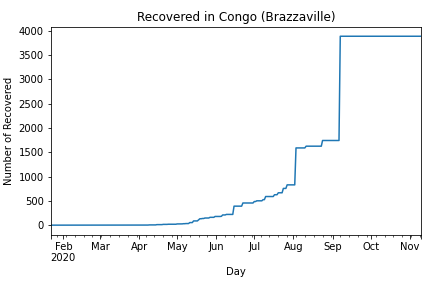 Recovered in Congo (Brazzaville)
Number of Recovered
4000
3500
3000
2500
2000
1500
1000
500
0
Feb Mar Apr May Jun Jul Aug Sep Oct Nov
2020
Day